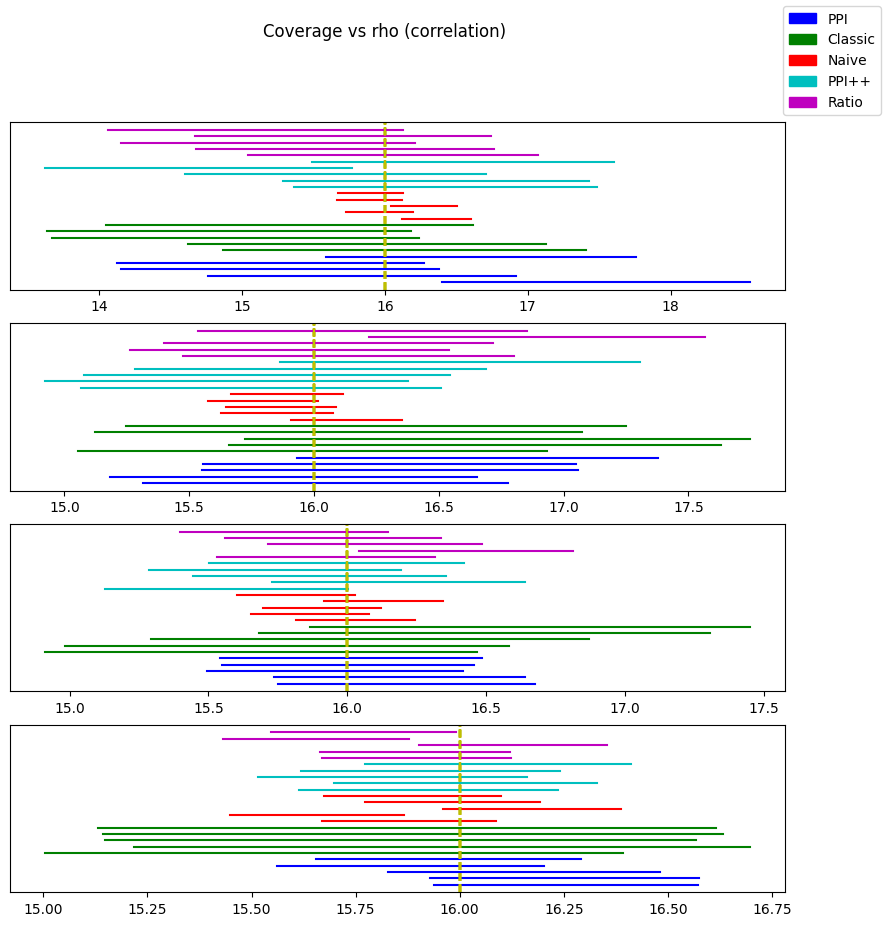 Coverage vs rho (correlation)
PPI
Classic
Naive
PPI++
Ratio
14 15 16 17 18
15.0 15.5 16.0 16.5 17.0 17.5
15.0 15.5 16.0 16.5 17.0 17.5
15.00 15.25 15.50 15.75 16.00 16.25 16.50 16.75